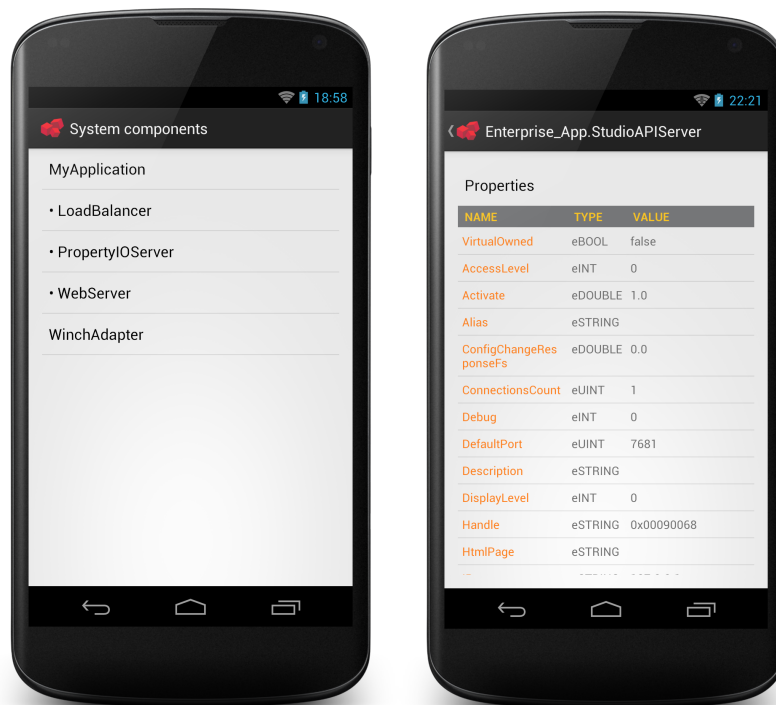 18:58
System components
MyApplication
• LoadBalancer
• PropertyIOServer
• WebServer
WinchAdapter
22:21
Enterprise_App.StudioAPIServer
Properties
NAME TYPE VALUE
VirtualOwned eBOOL false
AccessLevel eINT 0
Activate eDOUBLE 1.0
Alias eSTRING
ConfigChangeRes eDOUBLE 0.0
ponseFs
ConnectionsCount eUINT 1
Debug eINT 0
DefaultPort eUINT 7681
Description eSTRING
DisplayLevel eINT 0
Handle eSTRING 0x00090068
HtmlPage eSTRING